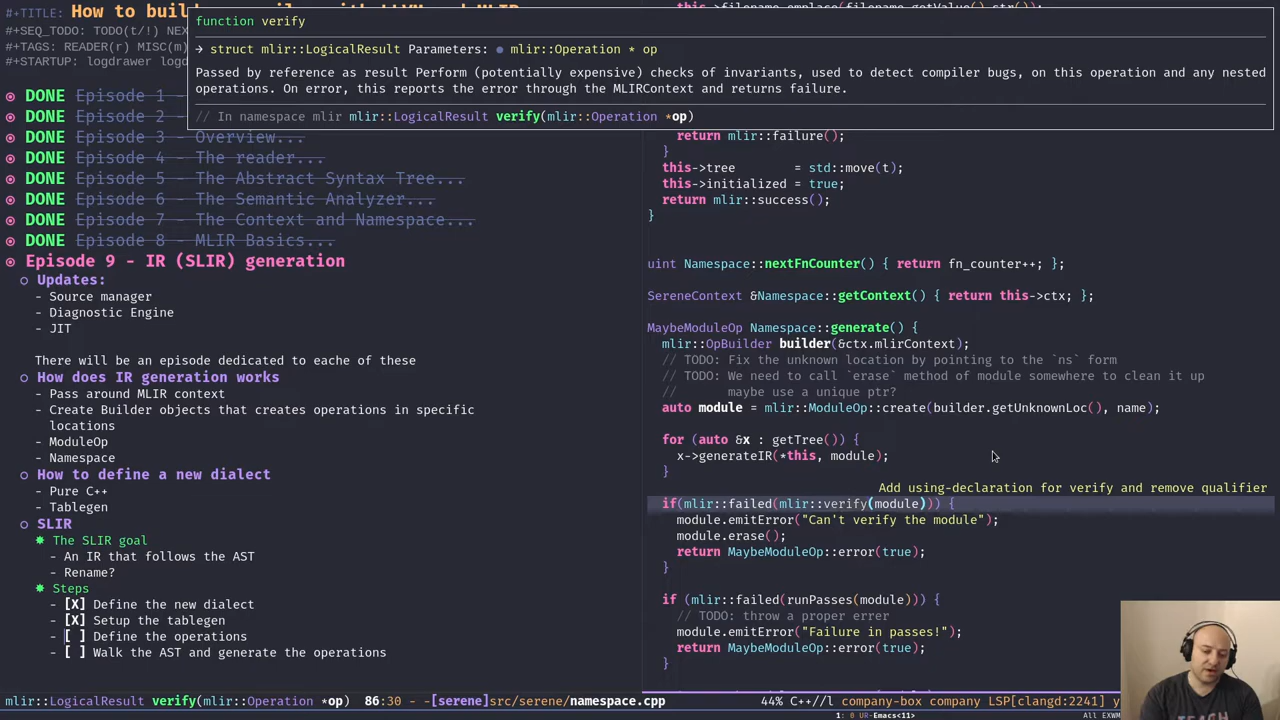 #+TITLE: How to buil
#+SEQ_TODO: TODO(t/!) NEX
#+TAGS: READER(r) MISC(m)
#+STARTUP: logdrawer logd
DONE Episode 1 -
DONE Episode 2 -
DONE Episode 3 - Overview...
DONE Episode 4 - The reader...
DONE Episode 5 - The Abstract Syntax Tree...
DONE Episode 6 - The Semantic Analyzer...
DONE Episode 7 - The Context and Namespace...
DONE Episode 8 - MLIR Basics...
Episode 9 - IR (SLIR) generation
Updates:
- Source manager
- Diagnostic Engine
- JIT
There will be an episode dedicated to eache of these
How does IR generation works
- Pass around MLIR context
- Create Builder objects that creates operations in specific
locations
- ModuleOp
- Namespace
How to define a new dialect
- Pure C++
- Tablegen
SLIR
The SLIR goal
- An IR that follows the AST
- Rename?
Steps
- [X] Define the new dialect
- [X] Setup the tablegen
- [ ] Define the operations
- [ ] Walk the AST and generate the operations
function verify
→ struct mlir::LogicalResult Parameters: ● mlir::Operation * op
Passed by reference as result Perform (potentially expensive) checks of invariants, used to detect compiler bugs, on this operation and any nested
operations. On error, this reports the error through the MLIRContext and returns failure.
// In namespace mlir mlir::LogicalResult verify(mlir::Operation *op)
return mlir::failure();
}
this->tree = std::move(t);
this->initialized = true;
return mlir::success();
}
uint Namespace::nextFnCounter() { return fn_counter++; };
SereneContext &Namespace::getContext() { return this->ctx; };
MaybeModuleOp Namespace::generate() {
mlir::OpBuilder builder(&ctx.mlirContext);
// TODO: Fix the unknown location by pointing to the `ns` form
// TODO: We need to call `erase` method of module somewhere to clean it up
// maybe use a unique ptr?
auto module = mlir::ModuleOp::create(builder.getUnknownLoc(), name);
for (auto &x : getTree()) {
x->generateIR(*this, module);
}
Add using-declaration for verify and remove qualifier
if(mlir::failed(mlir::verify(module))) {
module.emitError("Can't verify the module");
module.erase();
return MaybeModuleOp::error(true);
}
if (mlir::failed(runPasses(module))) {
// TODO: throw a proper errer
module.emitError("Failure in passes!");
return MaybeModuleOp::error(true);
}
mlir::LogicalResult verify(mlir::Operation *op) 86:30 - -[serene]src/serene/namespace.cpp 44% C++//l company-box company LSP[clangd:2241] y
1: 0 UR-Emacs<11> All EXWM